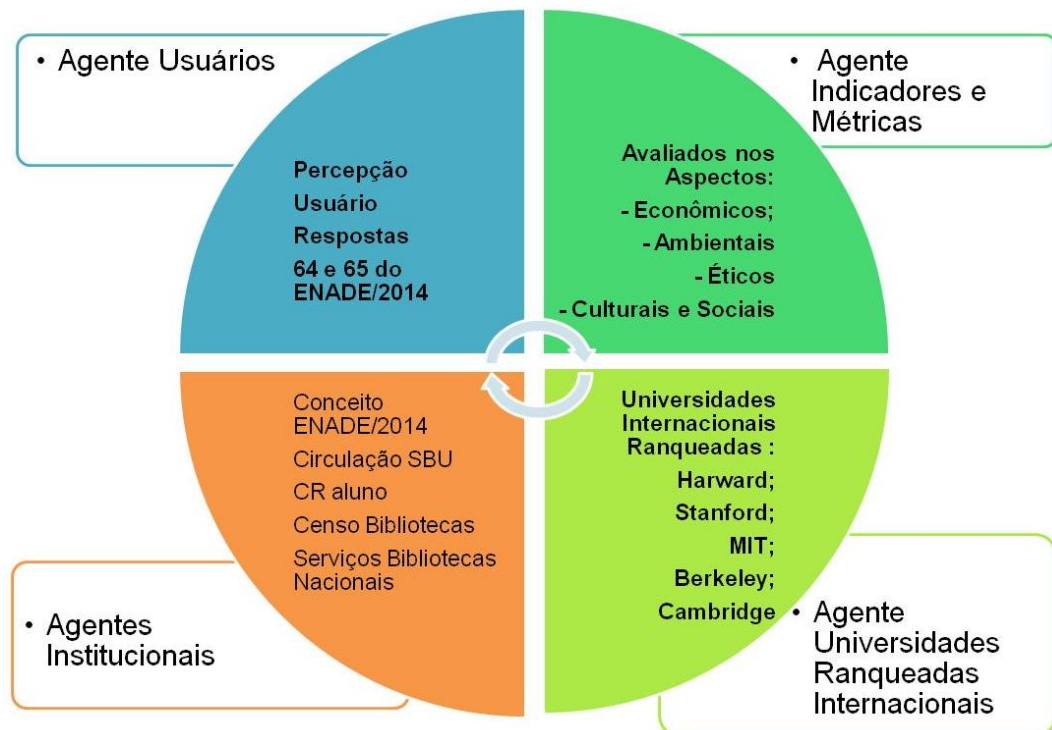 • Agente Usuários
Percepção
Usuário
Respostas
64 e 65 do
ENADE/2014
• Agente
Indicadores e
Métricas
Avaliados nos
Aspectos:
- Econômicos;
- Ambientais
- Éticos
- Culturais e Sociais
Conceito
ENADE/2014
Circulação SBU
CR aluno
Censo Bibliotecas
Serviços Bibliotecas
Nacionais
• Agentes
Institucionais
Universidades
Internacionais
Ranqueadas :
Harward;
Stanford;
MIT;
Berkeley;
Cambridge
• Agente
Universidades
Ranqueadas
Internacionais